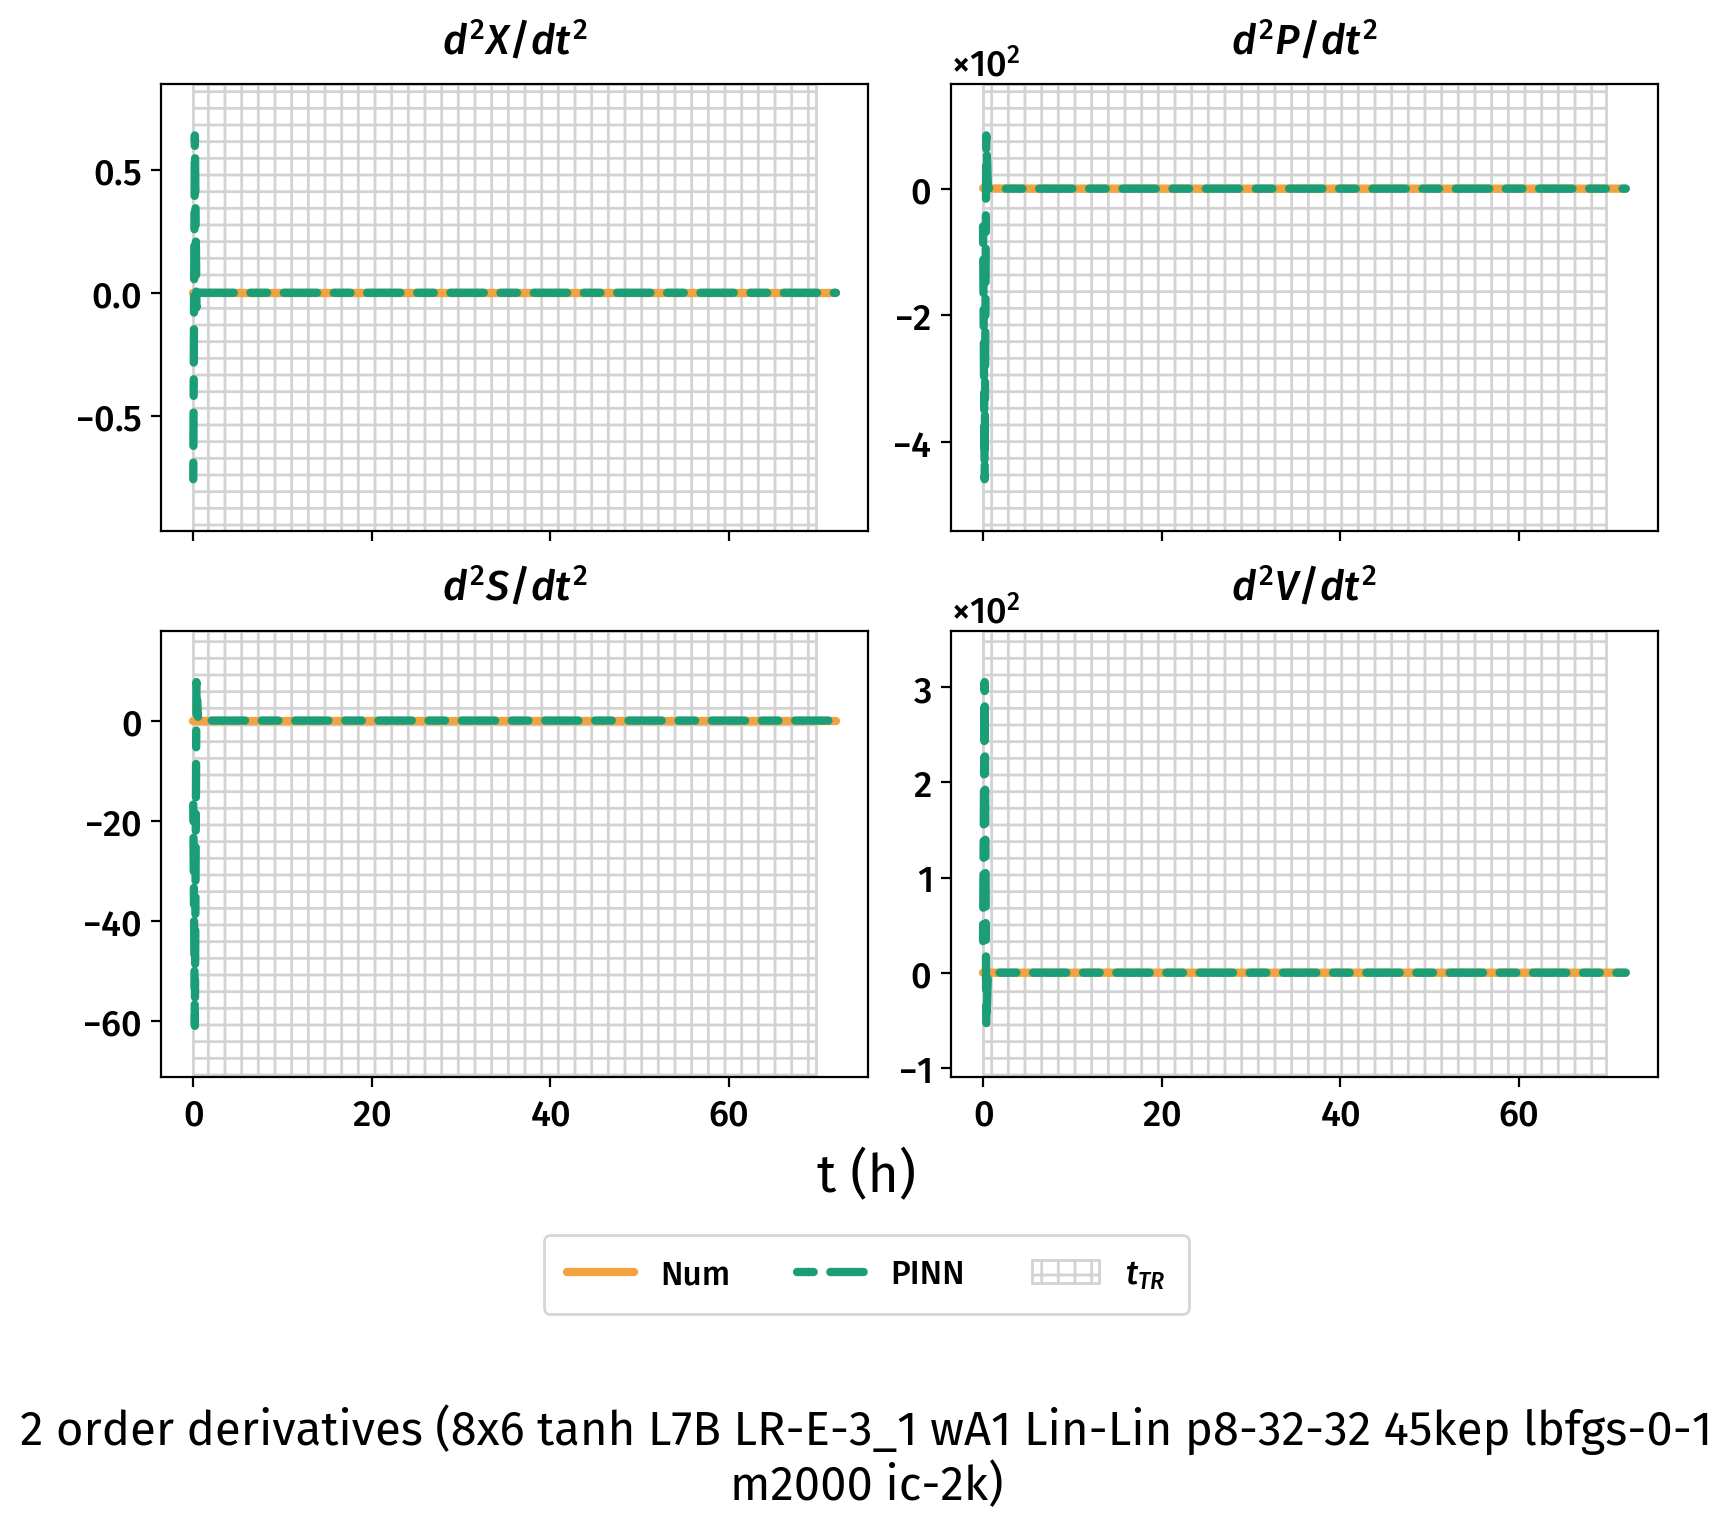 d²X/dt²
0.5
0.0
−0.5
d²P/dt²
×10²
0
−2
−4
d²S/dt²
0
−20
−40
−60
0 20 40 60
d²V/dt²
×10²
3
2
1
0
−1
0 20 40 60
t (h)
Num PINN t_TR
2 order derivatives (8x6 tanh L7B LR-E-3_1 wA1 Lin-Lin p8-32-32 45kep lbfgs-0-1
m2000 ic-2k)